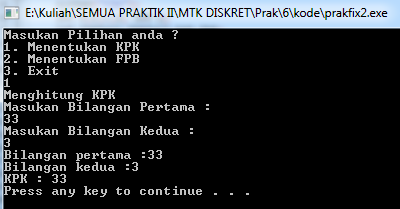 E:\Kuliah\SEMUA PRAKTIK II\MTK DISKRET\Prak\6\kode\prakfix2.exe
Masukan Pilihan anda ?
1. Menentukan KPK
2. Menentukan FPB
3. Exit
1
Menghitung KPK
Masukan Bilangan Pertama :
33
Masukan Bilangan Kedua :
3
Bilangan pertama :33
Bilangan kedua :3
KPK : 33
Press any key to continue . . .